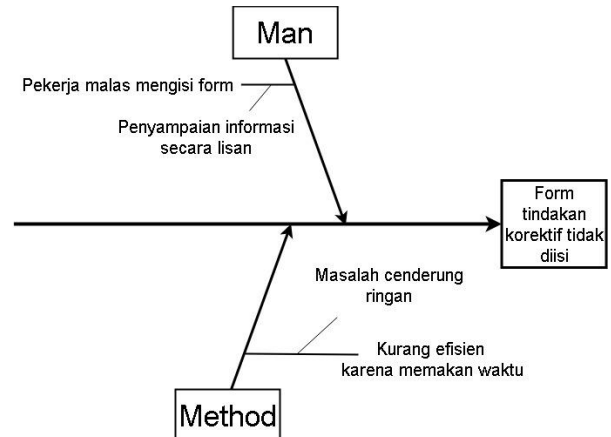 Man
Pekerja malas mengisi form
Penyampaian informasi
secara lisan
Form
tindakan
korektif tidak
diisi
Masalah cenderung
ringan
Kurang efisien
karena memakan waktu
Method